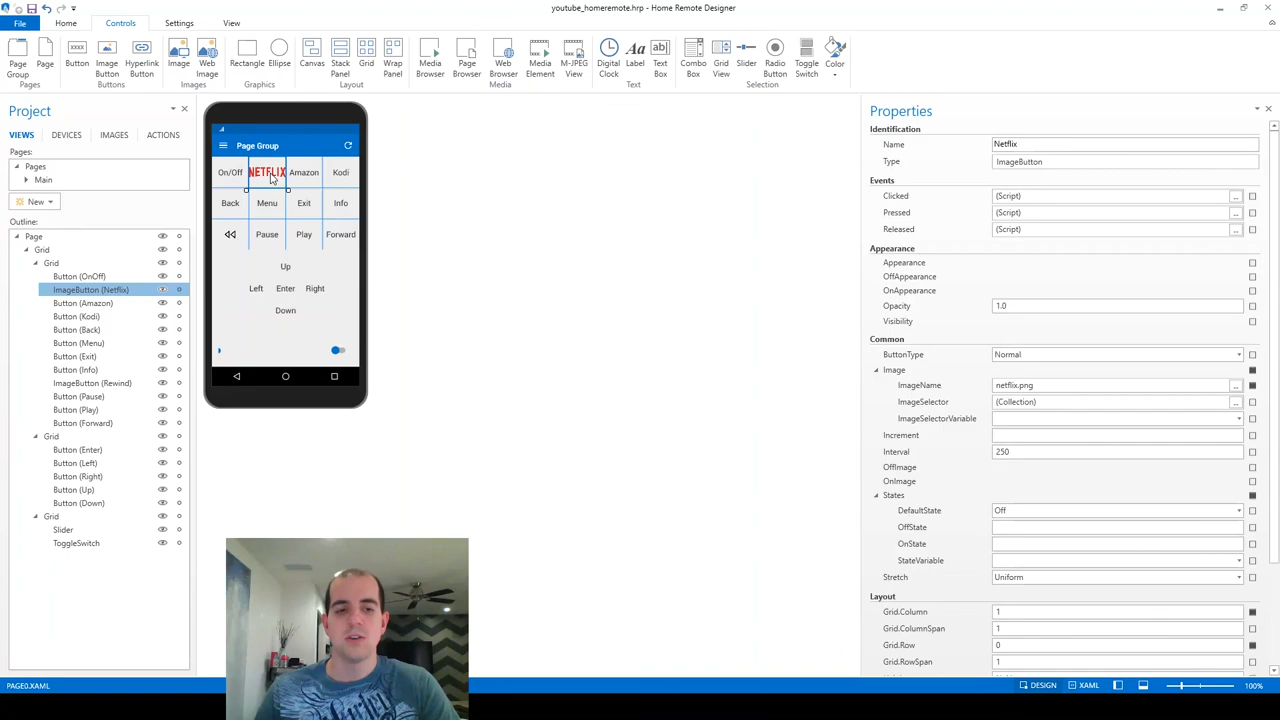 youtube_homeremote.hrp - Home Remote Designer
File Home Controls Settings View
Page Group
Page
Button
Image Button
Hyperlink Button
Image
Web Image
Rectangle
Ellipse
Canvas
Stack Panel
Grid
Wrap Panel
Media Browser
Page Browser
Web Browser
Media Element
M-JPEG View
Digital Clock
Label
Text Box
Combo Box
Grid View
Slider
Radio Button
Toggle Switch
Color
Pages Buttons Images Graphics Layout Media Text Selection
Project
VIEWS DEVICES IMAGES ACTIONS
Pages:
Pages
Main
New
Outline:
Page
Grid
Grid
Button (OnOff)
ImageButton (Netflix)
Button (Amazon)
Button (Kodi)
Button (Back)
Button (Menu)
Button (Exit)
Button (Info)
ImageButton (Rewind)
Button (Pause)
Button (Play)
Button (Forward)
Grid
Button (Enter)
Button (Left)
Button (Right)
Button (Up)
Button (Down)
Grid
Slider
ToggleSwitch
Page Group
On/Off NETFLIX Amazon Kodi
Back Menu Exit Info
Pause Play Forward
Up
Left Enter Right
Down
Properties
Identification
Name Netflix
Type ImageButton
Events
Clicked (Script) ...
Pressed (Script) ...
Released (Script) ...
Appearance
Appearance
OffAppearance
OnAppearance
Opacity 1.0
Visibility
Common
ButtonType Normal
Image
ImageName netflix.png ...
ImageSelector (Collection) ...
ImageSelectorVariable
Increment
Interval 250
OffImage
OnImage
States
DefaultState Off
OffState
OnState
StateVariable
Stretch Uniform
Layout
Grid.Column 1
Grid.ColumnSpan 1
Grid.Row 0
Grid.RowSpan 1
PAGE0.XAML DESIGN XAML 100%